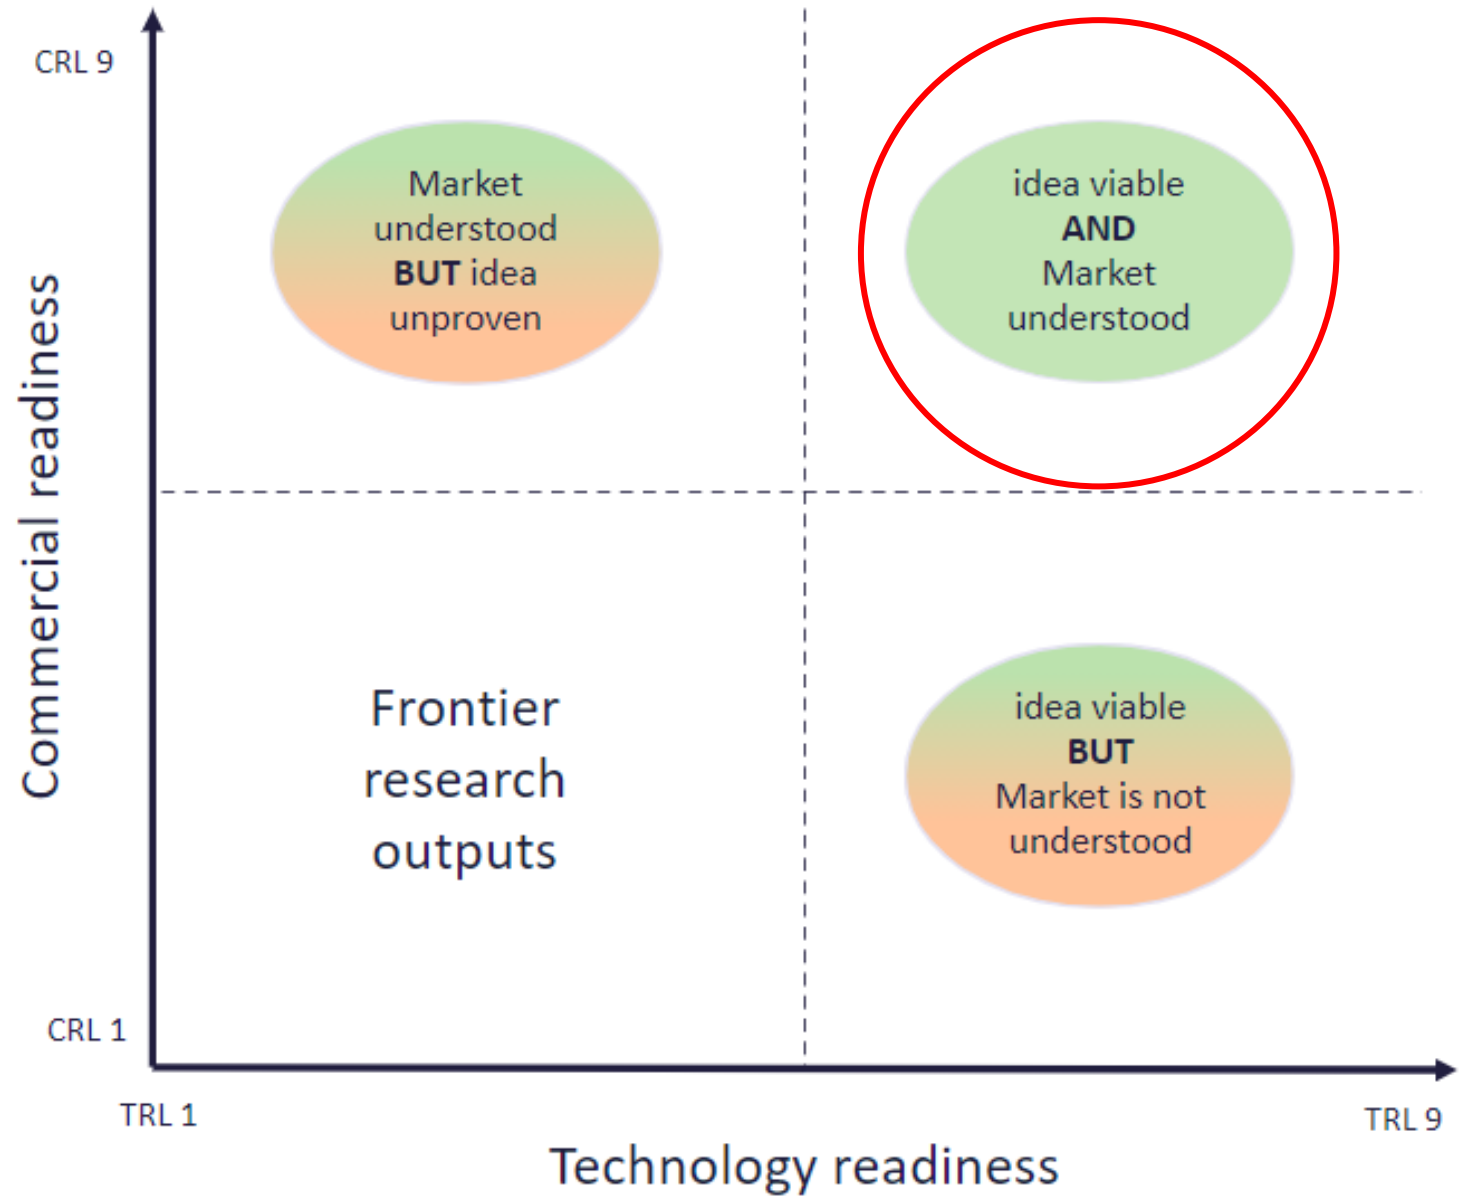 CRL 9
Market
understood
BUT idea
unproven
idea viable
AND
Market
understood
Commercial readiness
Frontier
research
outputs
idea viable
BUT
Market is not
understood
CRL 1
TRL 1
TRL 9
Technology readiness